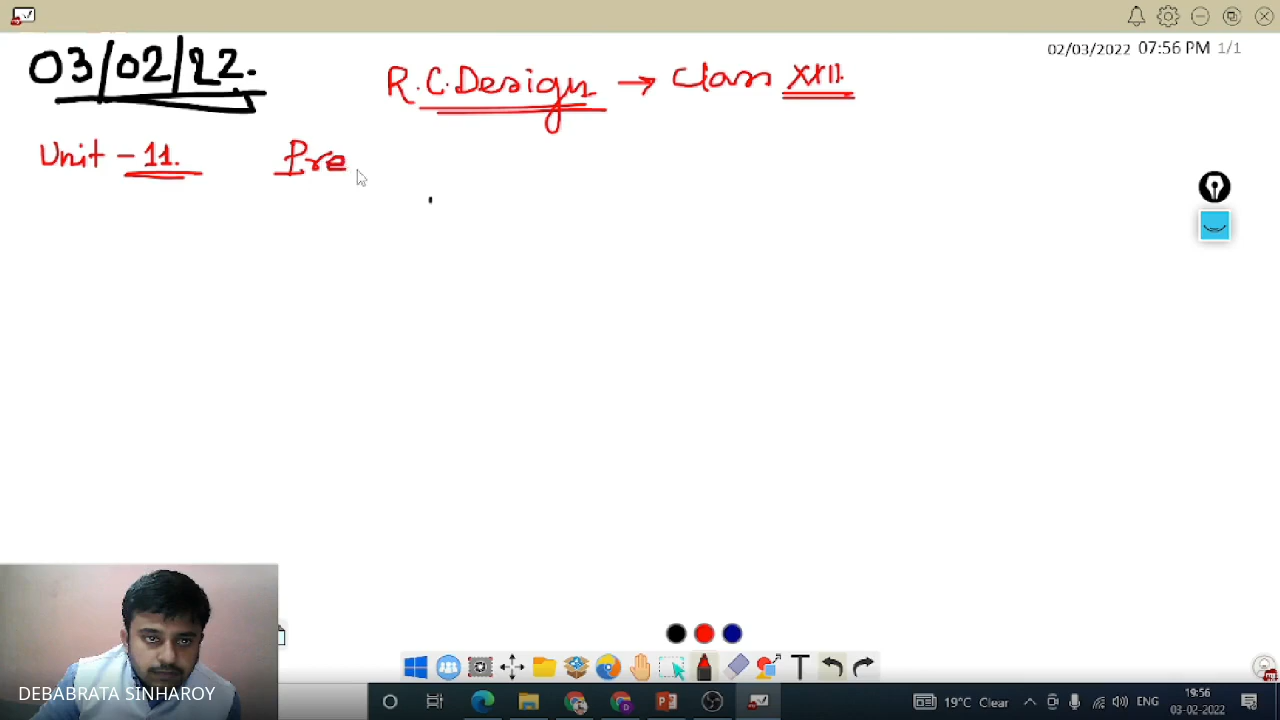 02/03/2022 07:56 PM 1/1
03/02/22.
R.C.Design → Class XXII.
Unit - 11. Pre
DEBABRATA SINHAROY
T
19°C Clear ENG 19:56
03-02-2022